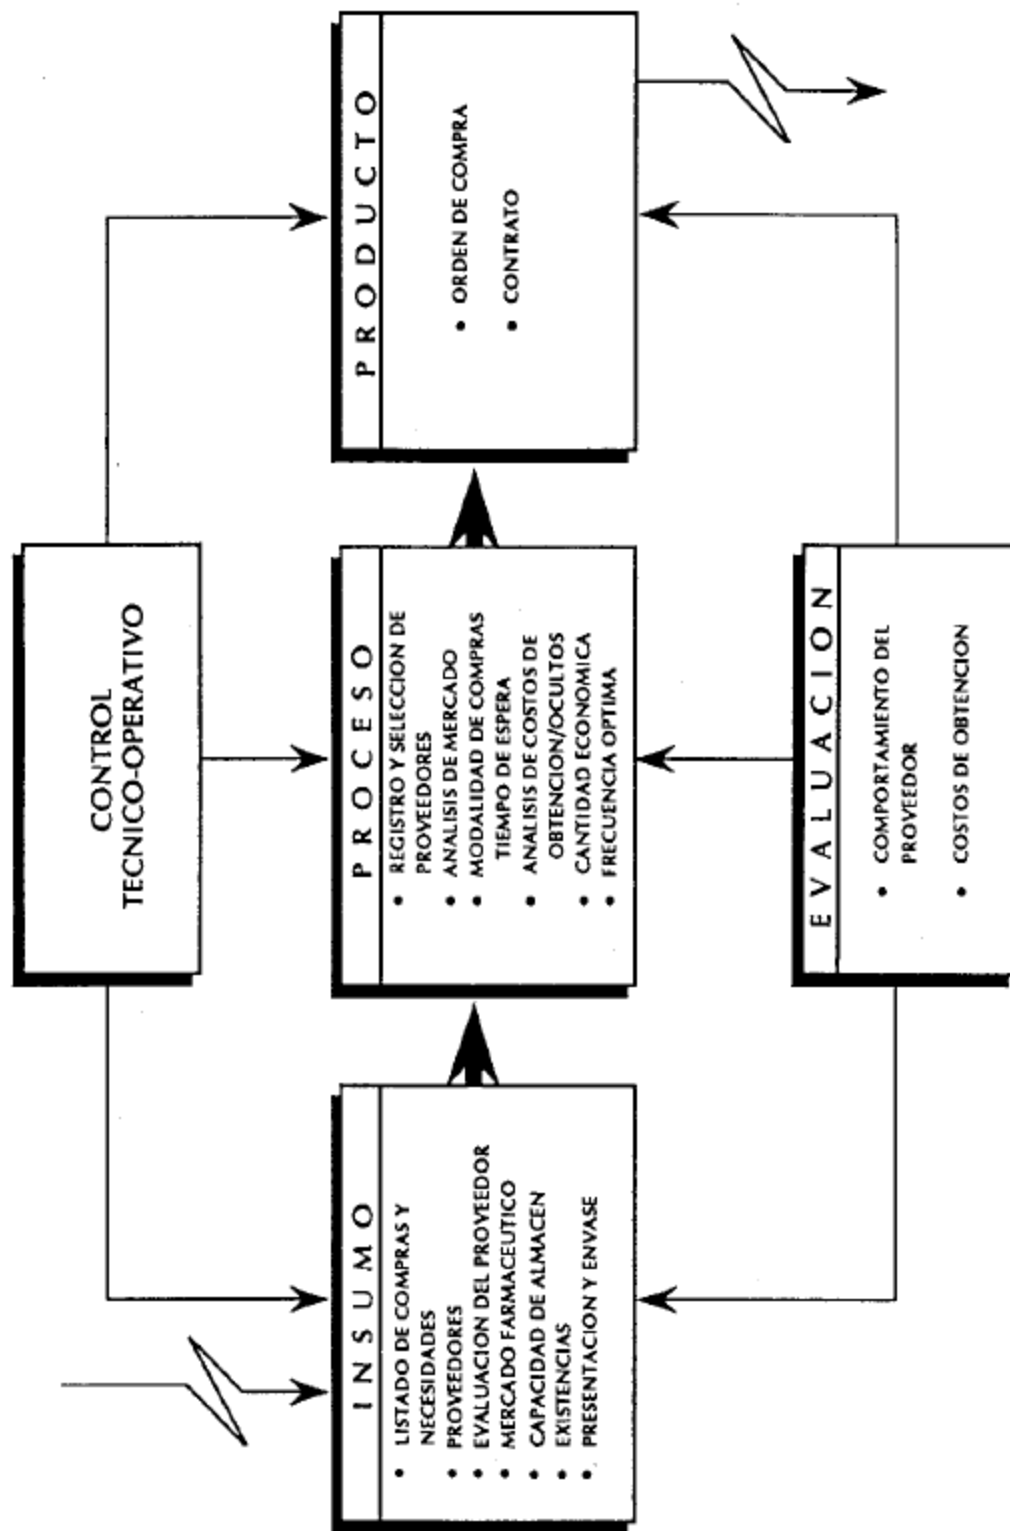 CONTROL
TECNICO-OPERATIVO
INSUMO
• LISTADO DE COMPRAS Y
NECESIDADES
• PROVEEDORES
• EVALUACION DEL PROVEEDOR
• MERCADO FARMACEUTICO
• CAPACIDAD DE ALMACEN
• EXISTENCIAS
• PRESENTACION Y ENVASE
PROCESO
• REGISTRO Y SELECCION DE
PROVEEDORES
• ANALISIS DE MERCADO
• MODALIDAD DE COMPRAS
TIEMPO DE ESPERA
• ANALISIS DE COSTOS DE
OBTENCION/OCULTOS
• CANTIDAD ECONOMICA
• FRECUENCIA OPTIMA
PRODUCTO
• ORDEN DE COMPRA
• CONTRATO
EVALUACION
• COMPORTAMIENTO DEL
PROVEEDOR
• COSTOS DE OBTENCION